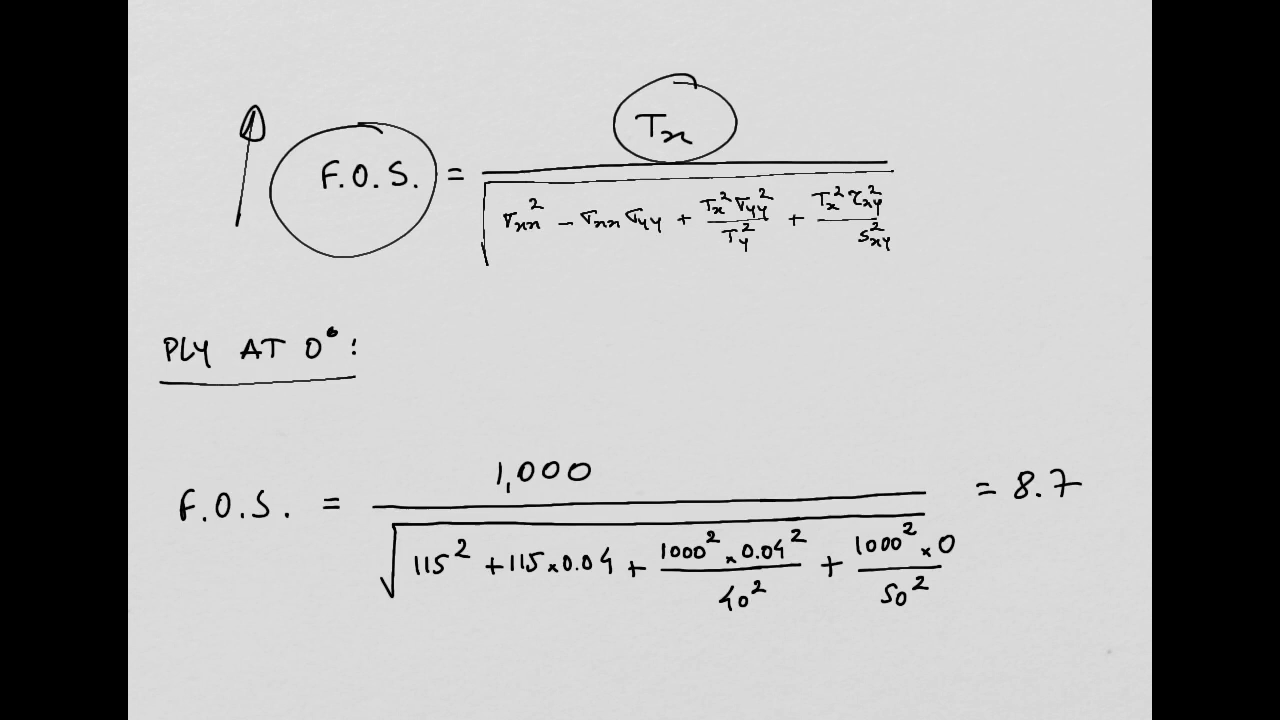 F.O.S. = Tx / √(σxx² − σxx σyy + Tx² σyy² / Ty² + Tx² τxy² / Sxy²)
PLY AT 0°:
F.O.S. = 1,000 / √(115² + 115 × 0.04 + 1000² × 0.04² / 40² + 1000² × 0 / 50²) = 8.7